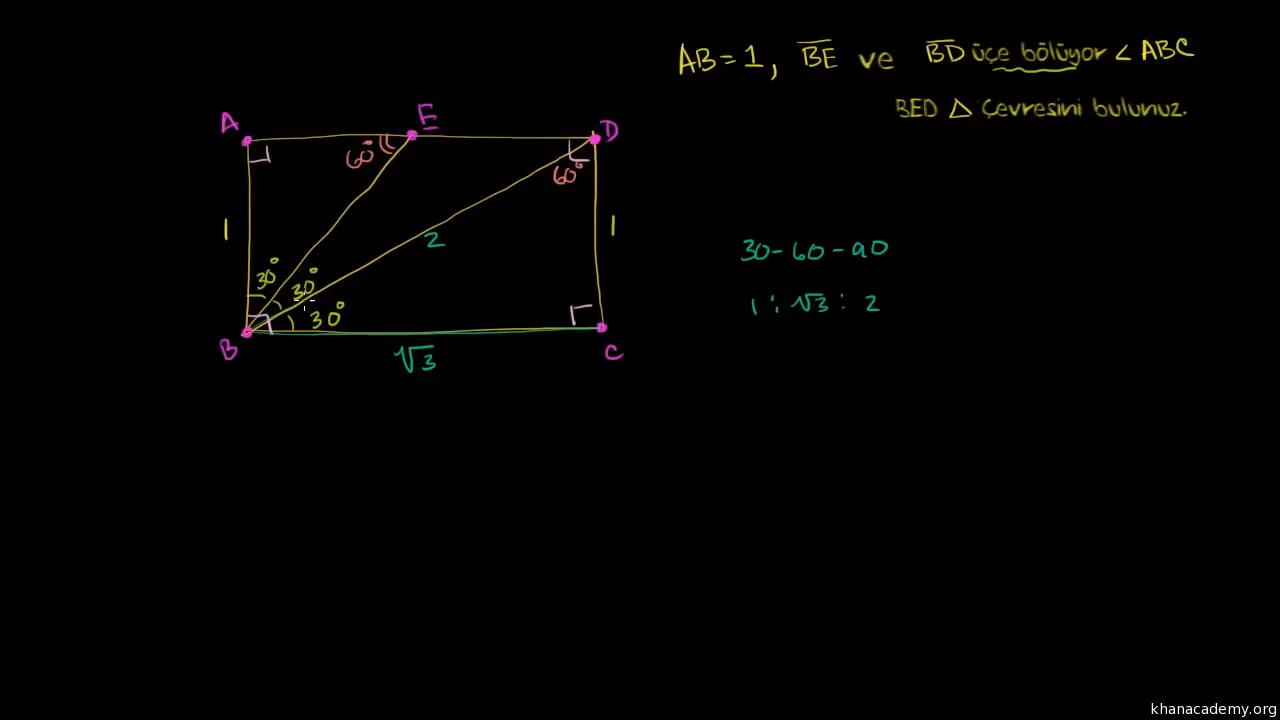 AB=1, BE ve BD üçe bölüyor ∠ ABC
BED △ Çevresini bulunuz.
A E D
60°
60°
1 2 1
30° 30° 30°
B √3 C
30-60-90
1 : √3 : 2
khanacademy.org